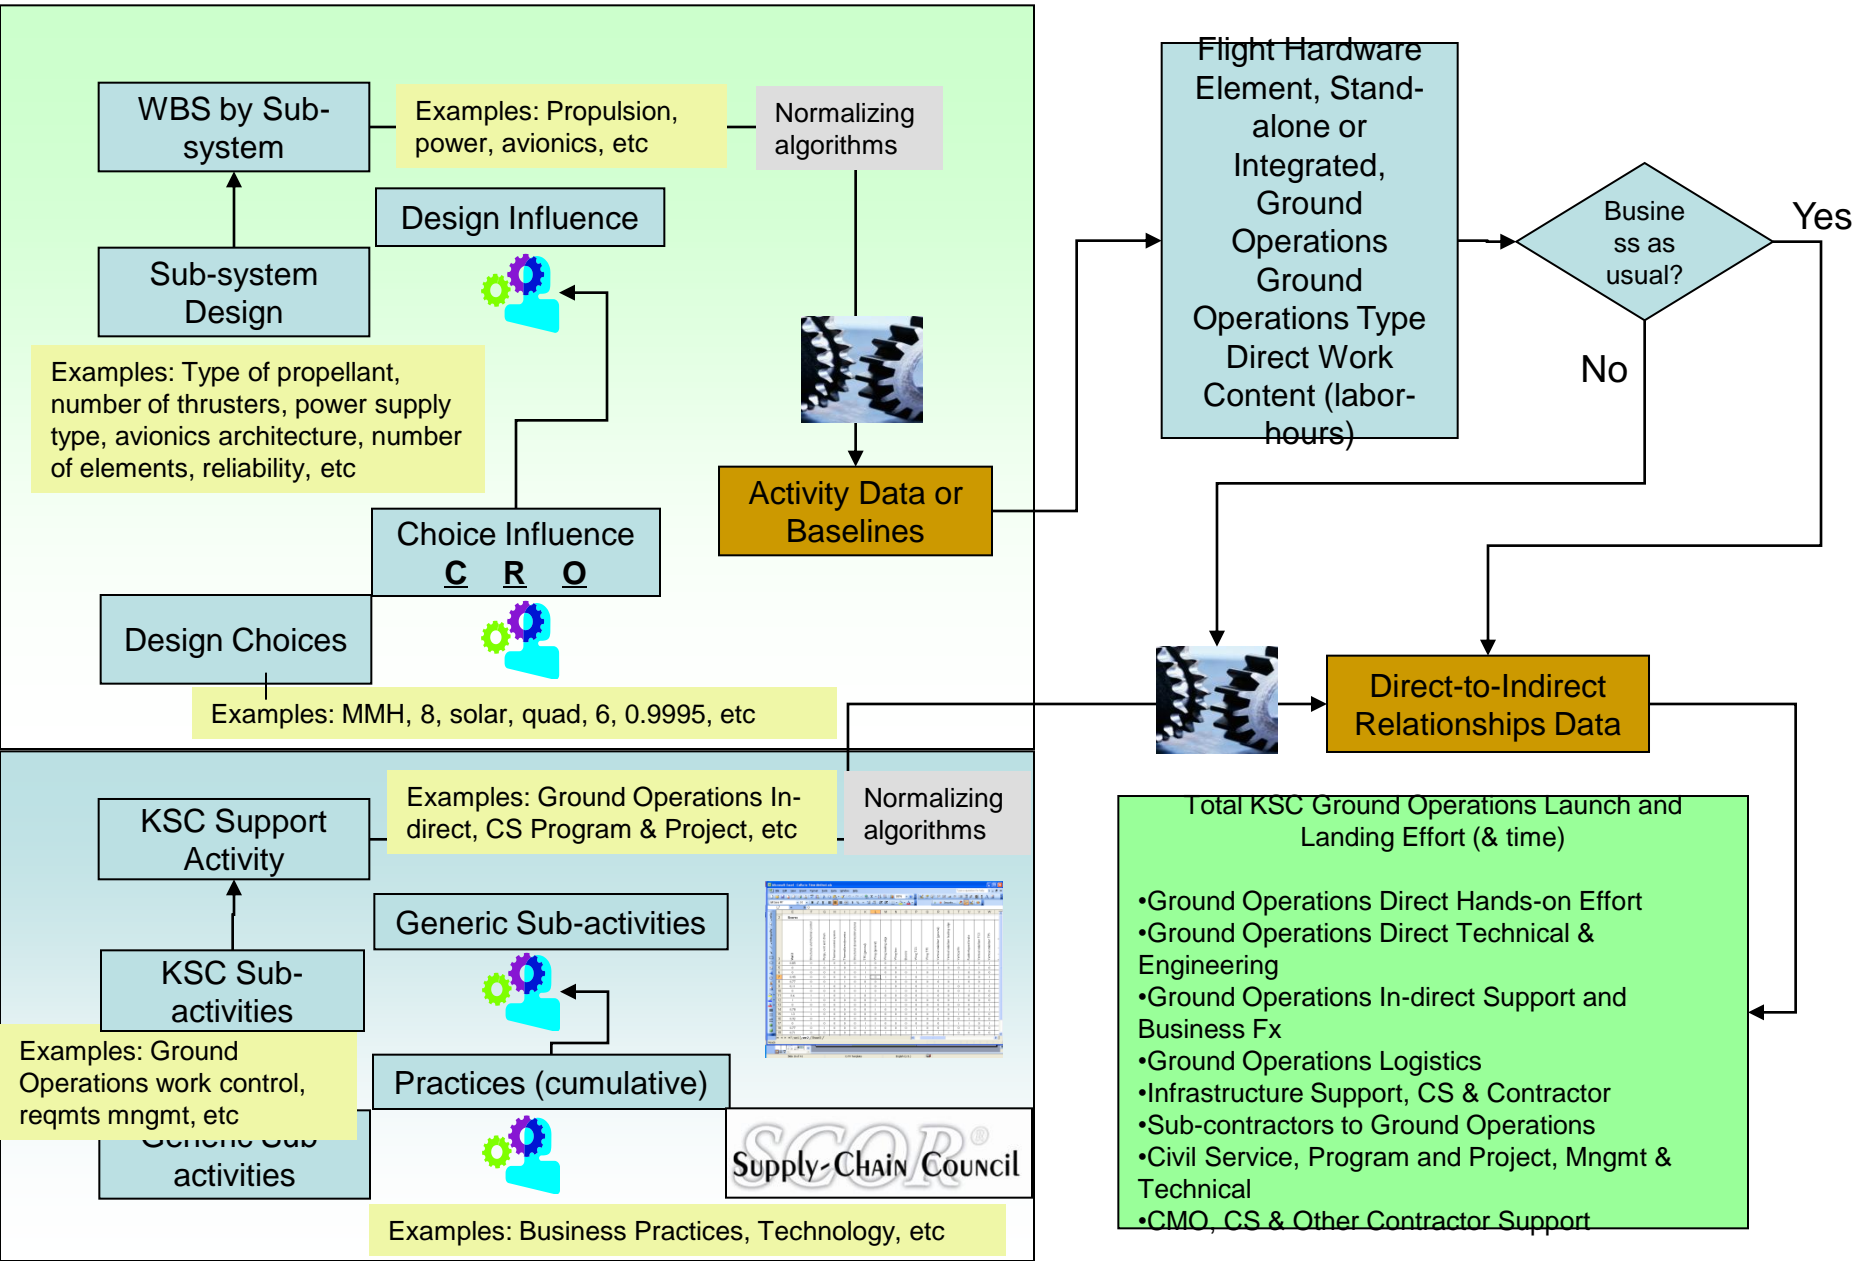 WBS by Sub-
system
Examples: Propulsion,
power, avionics, etc
Normalizing
algorithms
Design Influence
Sub-system
Design
Examples: Type of propellant,
number of thrusters, power supply
type, avionics architecture, number
of elements, reliability, etc
Choice Influence
C R O
Design Choices
Examples: MMH, 8, solar, quad, 6, 0.9995, etc
Activity Data or
Baselines
Flight Hardware
Element, Stand-
alone or
Integrated,
Ground
Operations
Ground
Operations Type
Direct Work
Content (labor-
hours)
Busine
ss as
usual?
Yes
No
Direct-to-Indirect
Relationships Data
KSC Support
Activity
Examples: Ground Operations In-
direct, CS Program & Project, etc
Normalizing
algorithms
Generic Sub-activities
KSC Sub-
activities
Examples: Ground
Operations work control,
reqmts mngmt, etc
Practices (cumulative)
Generic Sub
activities
SCOR®
Supply-Chain Council
Examples: Business Practices, Technology, etc
Total KSC Ground Operations Launch and
Landing Effort (& time)
•Ground Operations Direct Hands-on Effort
•Ground Operations Direct Technical &
Engineering
•Ground Operations In-direct Support and
Business Fx
•Ground Operations Logistics
•Infrastructure Support, CS & Contractor
•Sub-contractors to Ground Operations
•Civil Service, Program and Project, Mngmt &
Technical
•CMO, CS & Other Contractor Support